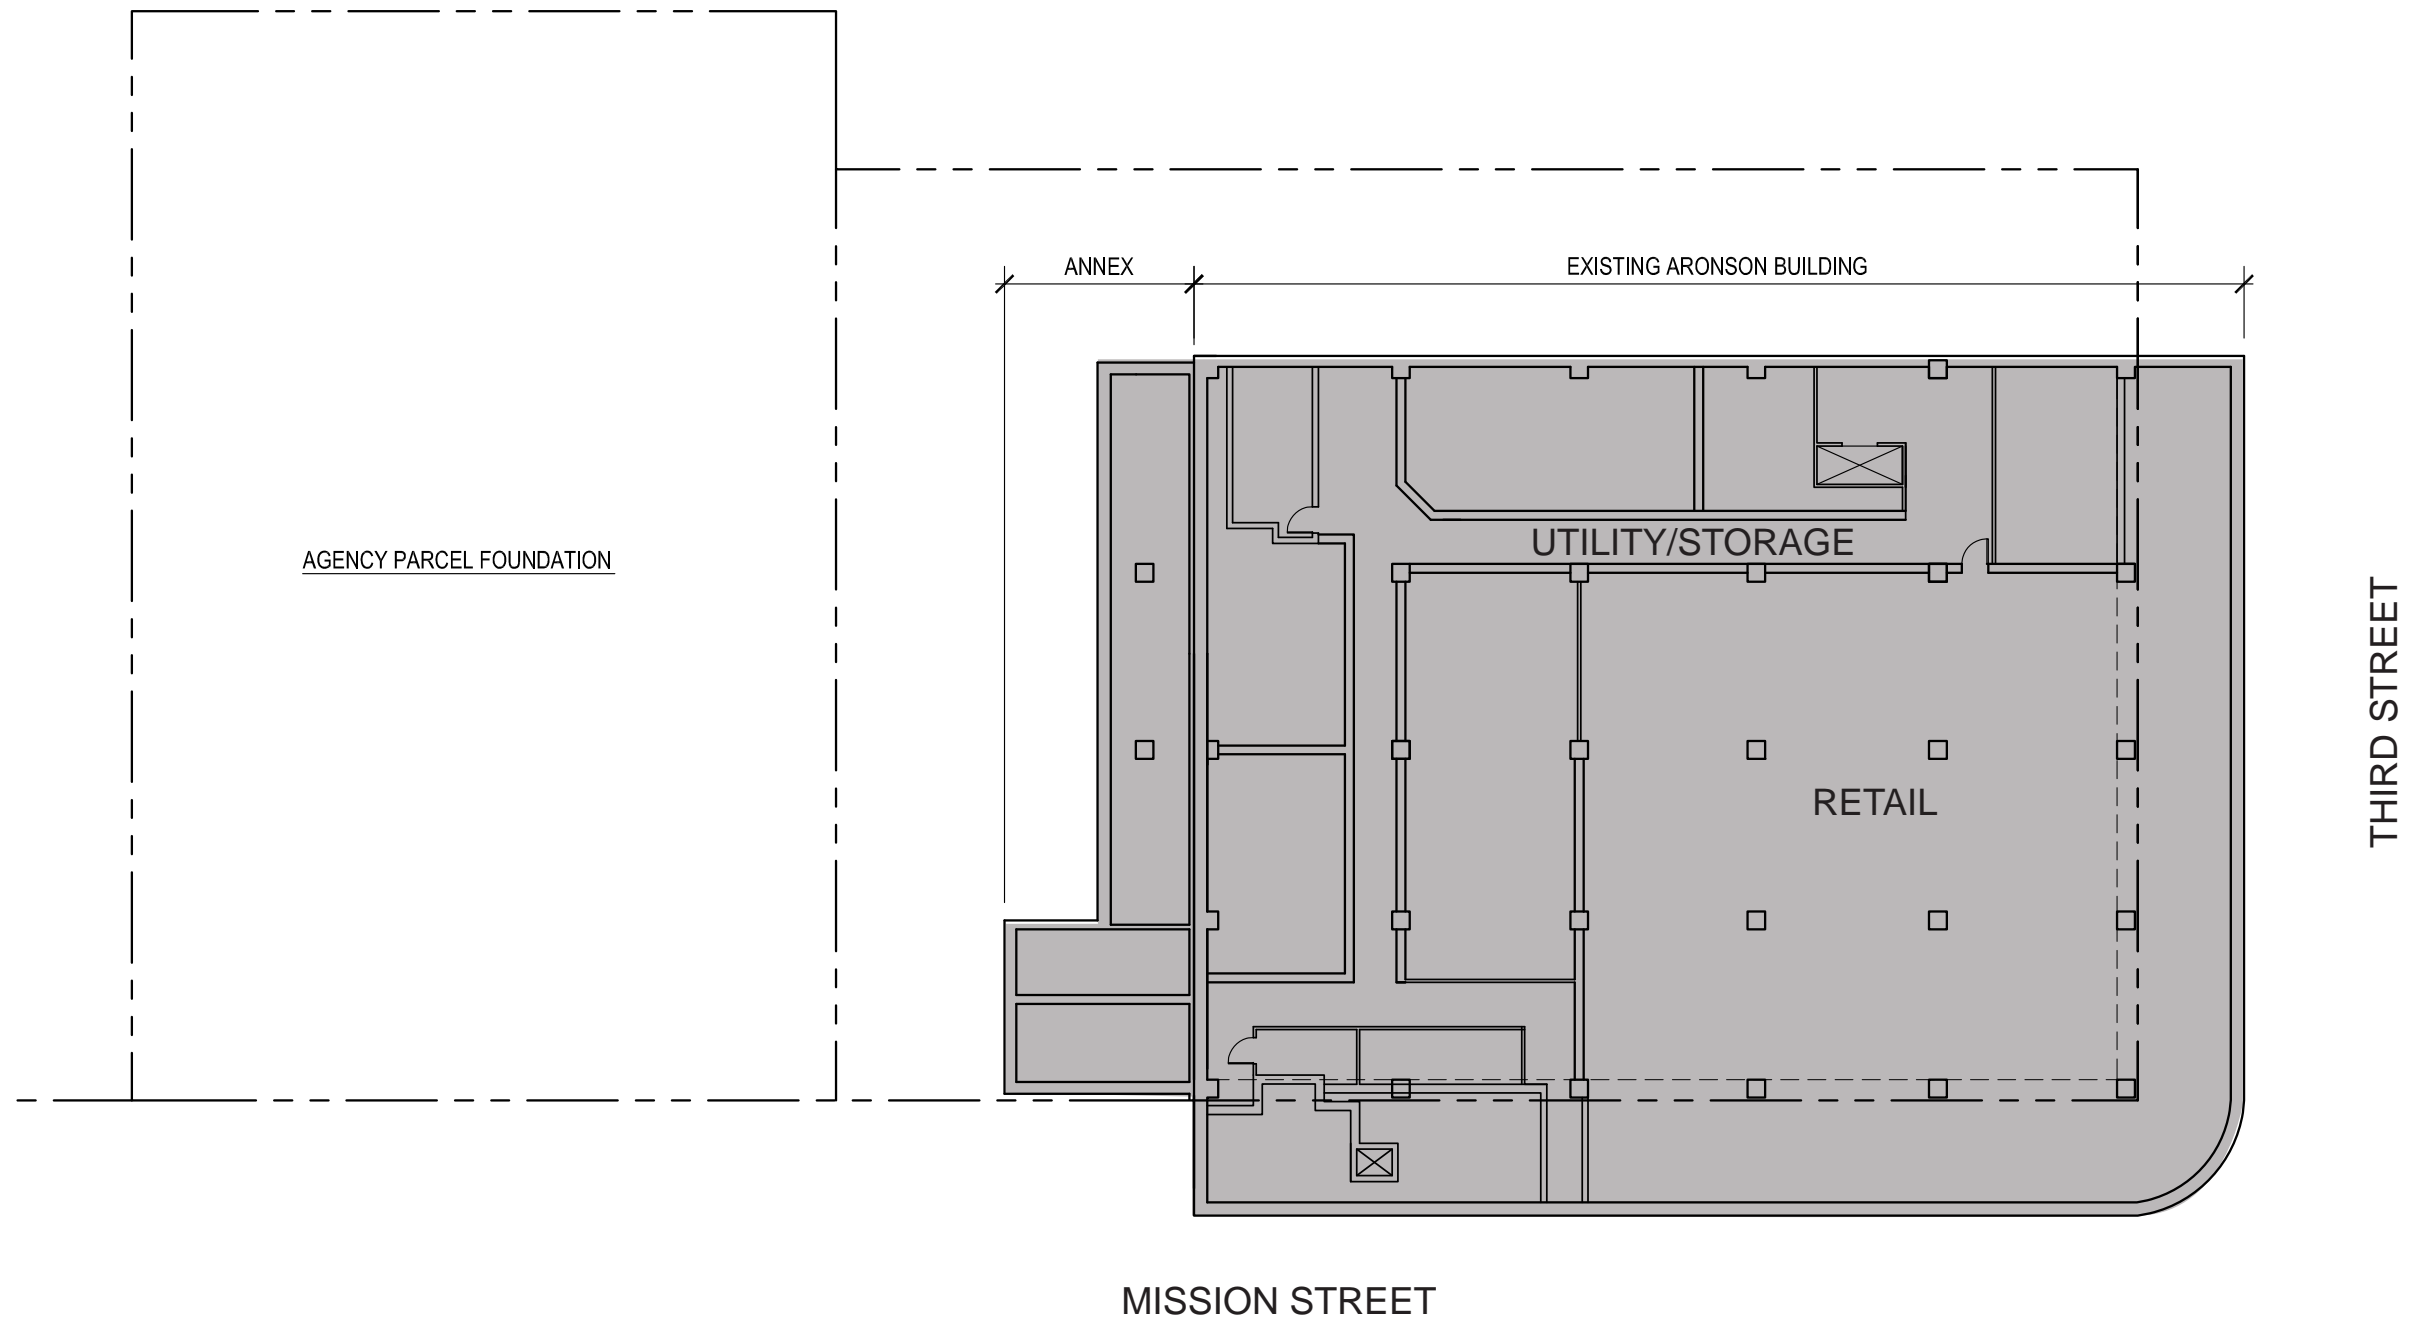 ANNEX
EXISTING ARONSON BUILDING
UTILITY/STORAGE
AGENCY PARCEL FOUNDATION
RETAIL
THIRD STREET
MISSION STREET